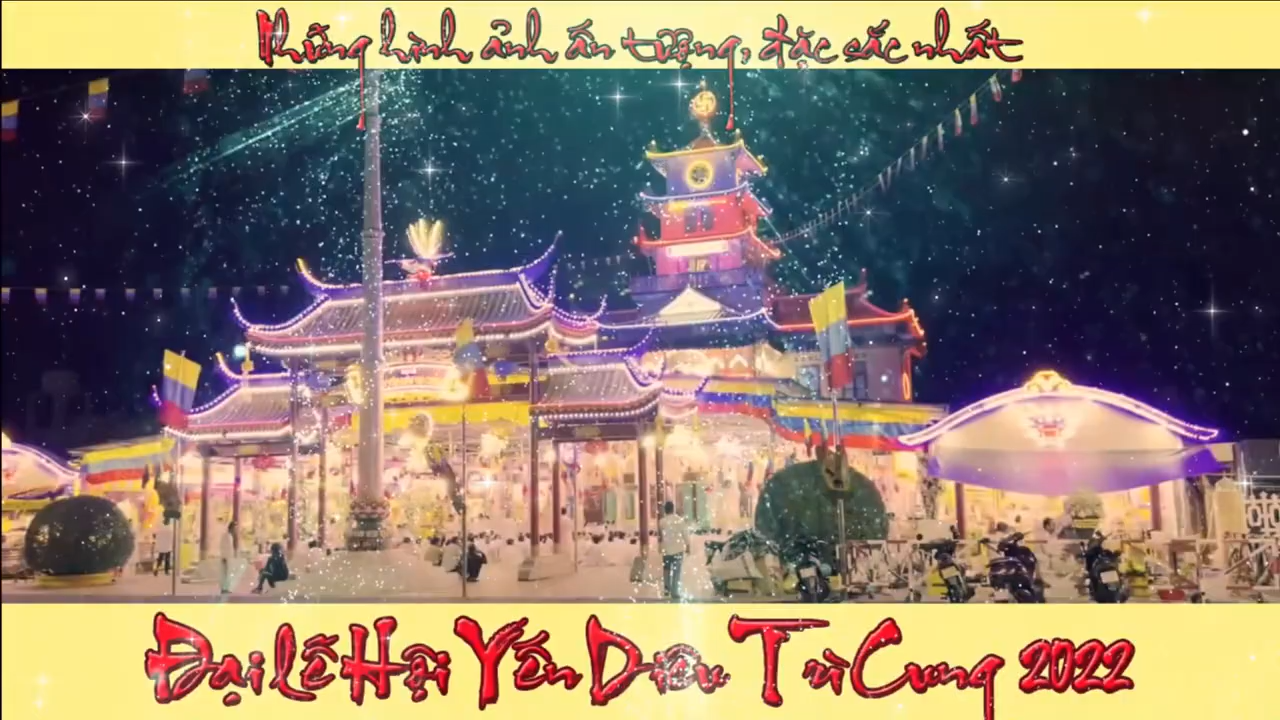 Những hình ảnh ấn tượng, đặc sắc nhất
Đại lễ Hội Yến Diêu Trì Cung 2022